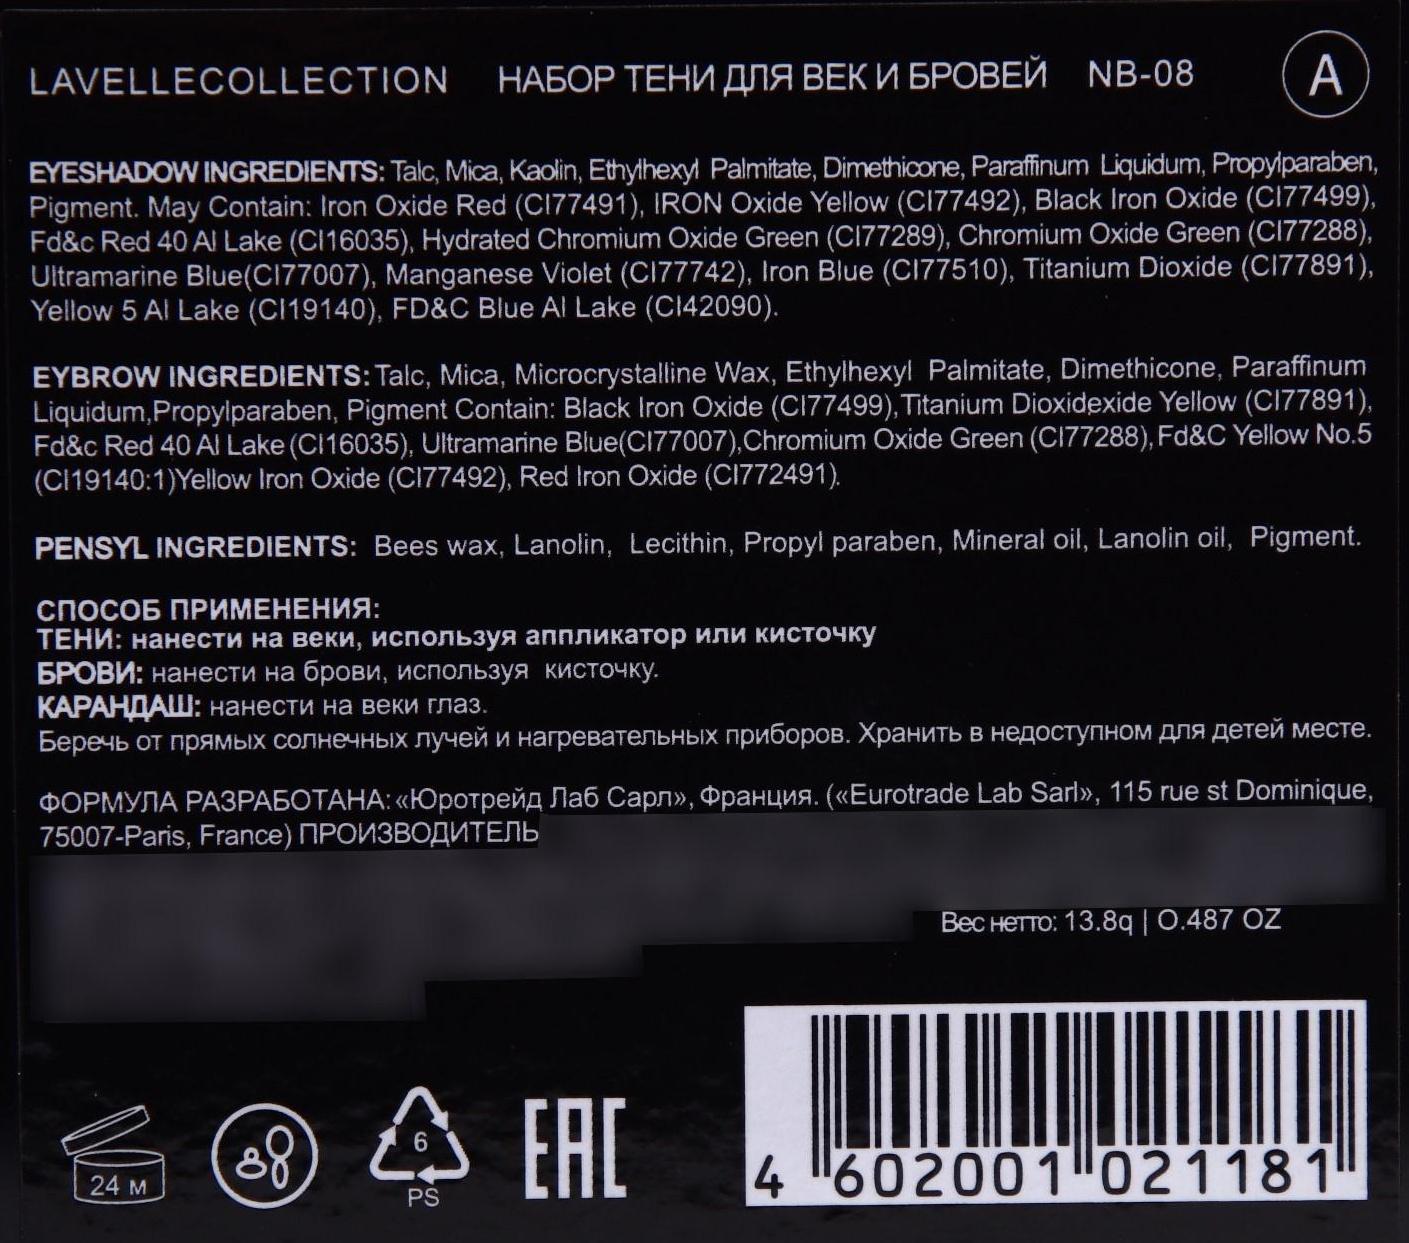 LAVELLECOLLECTION НАБОР ТЕНИ ДЛЯ ВЕК И БРОВЕЙ NB-08 A
EYESHADOW INGREDIENTS: Talc, Mica, Kaolin, Ethylhexyl Palmitate, Dimethicone, Paraffinum Liquidum, Propylparaben,
Pigment. May Contain: Iron Oxide Red (CI77491), IRON Oxide Yellow (CI77492), Black Iron Oxide (CI77499),
Fd&c Red 40 Al Lake (CI16035), Hydrated Chromium Oxide Green (CI77289), Chromium Oxide Green (CI77288),
Ultramarine Blue(CI77007), Manganese Violet (CI77742), Iron Blue (CI77510), Titanium Dioxide (CI77891),
Yellow 5 Al Lake (CI19140), FD&C Blue Al Lake (CI42090).
EYBROW INGREDIENTS: Talc, Mica, Microcrystalline Wax, Ethylhexyl Palmitate, Dimethicone, Paraffinum
Liquidum,Propylparaben, Pigment Contain: Black Iron Oxide (CI77499),Titanium Dioxidexide Yellow (CI77891),
Fd&c Red 40 Al Lake (CI16035), Ultramarine Blue(CI77007),Chromium Oxide Green (CI77288), Fd&C Yellow No.5
(CI19140:1)Yellow Iron Oxide (CI77492), Red Iron Oxide (CI772491).
PENSYL INGREDIENTS: Bees wax, Lanolin, Lecithin, Propyl paraben, Mineral oil, Lanolin oil, Pigment.
СПОСОБ ПРИМЕНЕНИЯ:
ТЕНИ: нанести на веки, используя аппликатор или кисточку
БРОВИ: нанести на брови, используя кисточку.
КАРАНДАШ: нанести на веки глаз.
Беречь от прямых солнечных лучей и нагревательных приборов. Хранить в недоступном для детей месте.
ФОРМУЛА РАЗРАБОТАНА: «Юротрейд Лаб Сарл», Франция. («Eurotrade Lab Sarl», 115 rue st Dominique,
75007-Paris, France) ПРОИЗВОДИТЕЛЬ
Вес нетто: 13.8q | O.487 OZ
24 м
6
PS
EAC
4 602001 021181